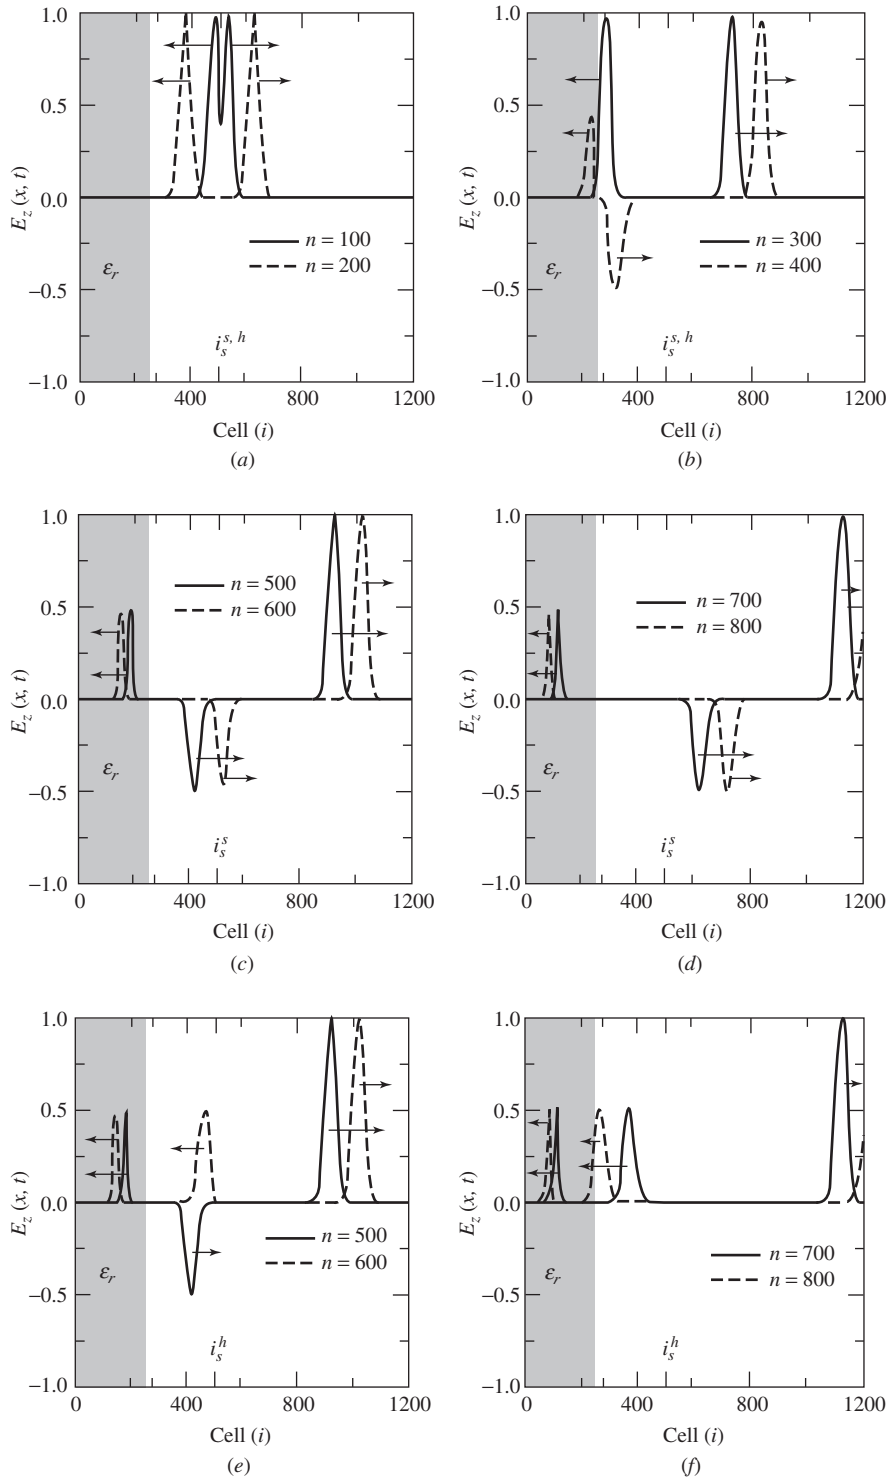 1.0
0.5
0.0
−0.5
−1.0
E_z (x, t)
ε_r
n = 100
n = 200
i_s^{s, h}
0 400 800 1200
Cell (i)
(a)
1.0
0.5
0.0
−0.5
−1.0
E_z (x, t)
ε_r
n = 300
n = 400
i_s^{s, h}
0 400 800 1200
Cell (i)
(b)
1.0
0.5
0.0
−0.5
−1.0
E_z (x, t)
n = 500
n = 600
ε_r
i_s^s
0 400 800 1200
Cell (i)
(c)
1.0
0.5
0.0
−0.5
−1.0
E_z (x, t)
n = 700
n = 800
ε_r
i_s^s
0 400 800 1200
Cell (i)
(d)
1.0
0.5
0.0
−0.5
−1.0
E_z (x, t)
n = 500
n = 600
ε_r
i_s^h
0 400 800 1200
Cell (i)
(e)
1.0
0.5
0.0
−0.5
−1.0
E_z (x, t)
n = 700
n = 800
ε_r
i_s^h
0 400 800 1200
Cell (i)
(f)